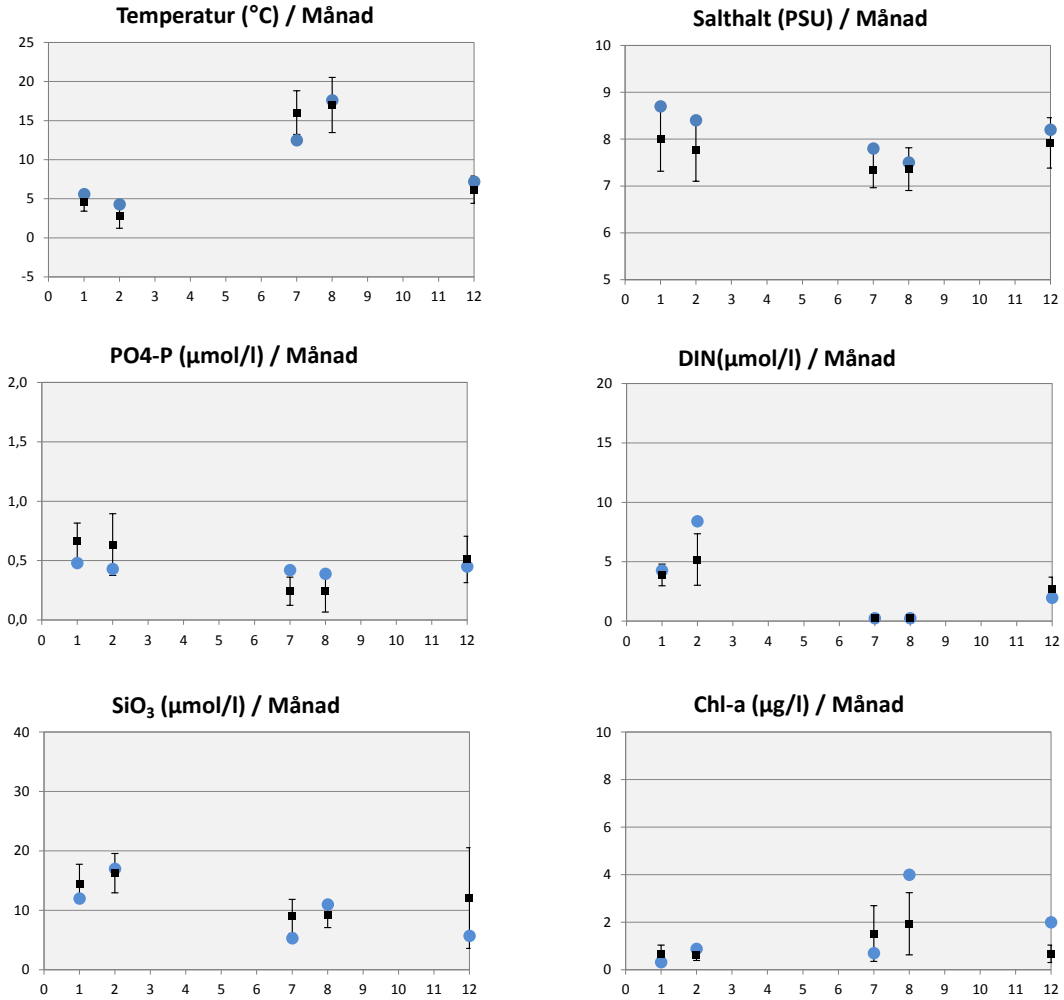 Temperatur (°C) / Månad
25
20
15
10
5
0
-5
0 1 2 3 4 5 6 7 8 9 10 11 12
Salthalt (PSU) / Månad
10
9
8
7
6
5
0 1 2 3 4 5 6 7 8 9 10 11 12
PO4-P (µmol/l) / Månad
2,0
1,5
1,0
0,5
0,0
0 1 2 3 4 5 6 7 8 9 10 11 12
DIN(µmol/l) / Månad
20
15
10
5
0
0 1 2 3 4 5 6 7 8 9 10 11 12
SiO₃ (µmol/l) / Månad
40
30
20
10
0
0 1 2 3 4 5 6 7 8 9 10 11 12
Chl-a (µg/l) / Månad
10
8
6
4
2
0
0 1 2 3 4 5 6 7 8 9 10 11 12